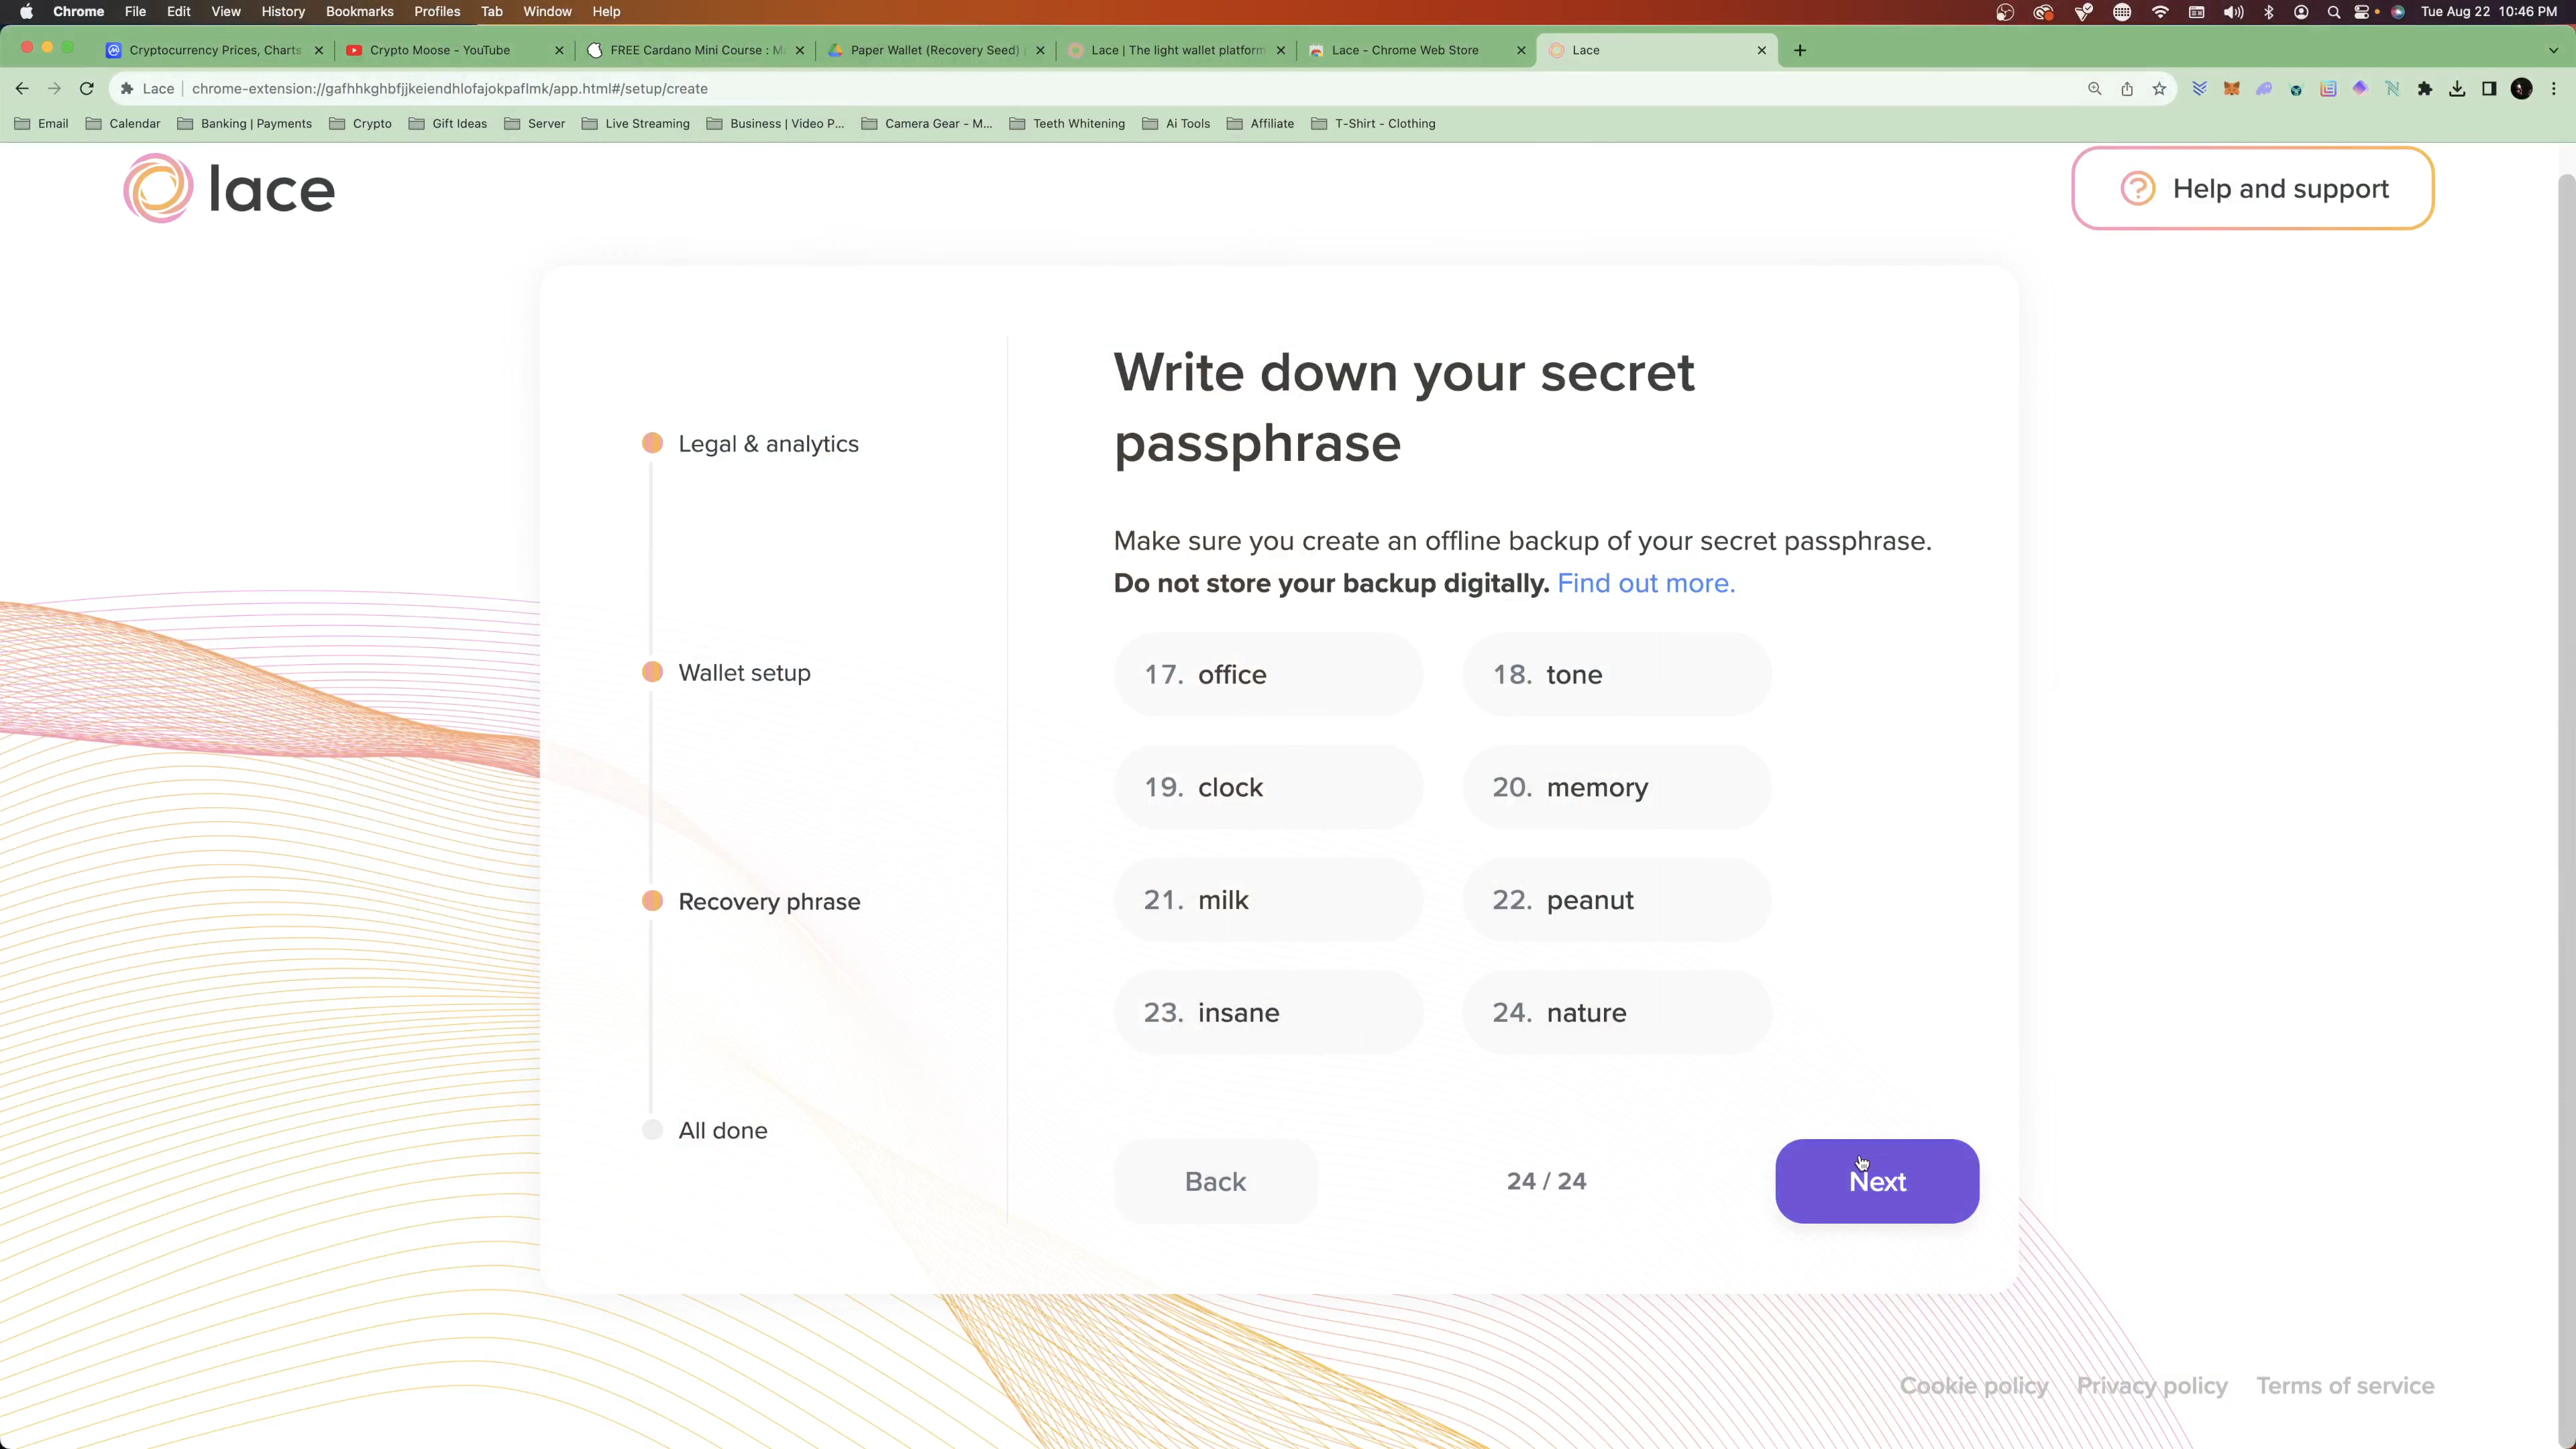 Chrome File Edit View History Bookmarks Profiles Tab Window Help Tue Aug 22 10:46 PM
Cryptocurrency Prices, Charts Crypto Moose - YouTube FREE Cardano Mini Course : M Paper Wallet (Recovery Seed) Lace | The light wallet platform Lace - Chrome Web Store Lace
Lace chrome-extension://gafhhkghbfjjkeiendhlofajokpaflmk/app.html#/setup/create
Email Calendar Banking | Payments Crypto Gift Ideas Server Live Streaming Business | Video P... Camera Gear - M... Teeth Whitening Ai Tools Affiliate T-Shirt - Clothing
lace
Help and support
Legal & analytics
Wallet setup
Recovery phrase
All done
Write down your secret
passphrase
Make sure you create an offline backup of your secret passphrase.
Do not store your backup digitally. Find out more.
17. office 18. tone
19. clock 20. memory
21. milk 22. peanut
23. insane 24. nature
Back 24 / 24 Next
Cookie policy Privacy policy Terms of service